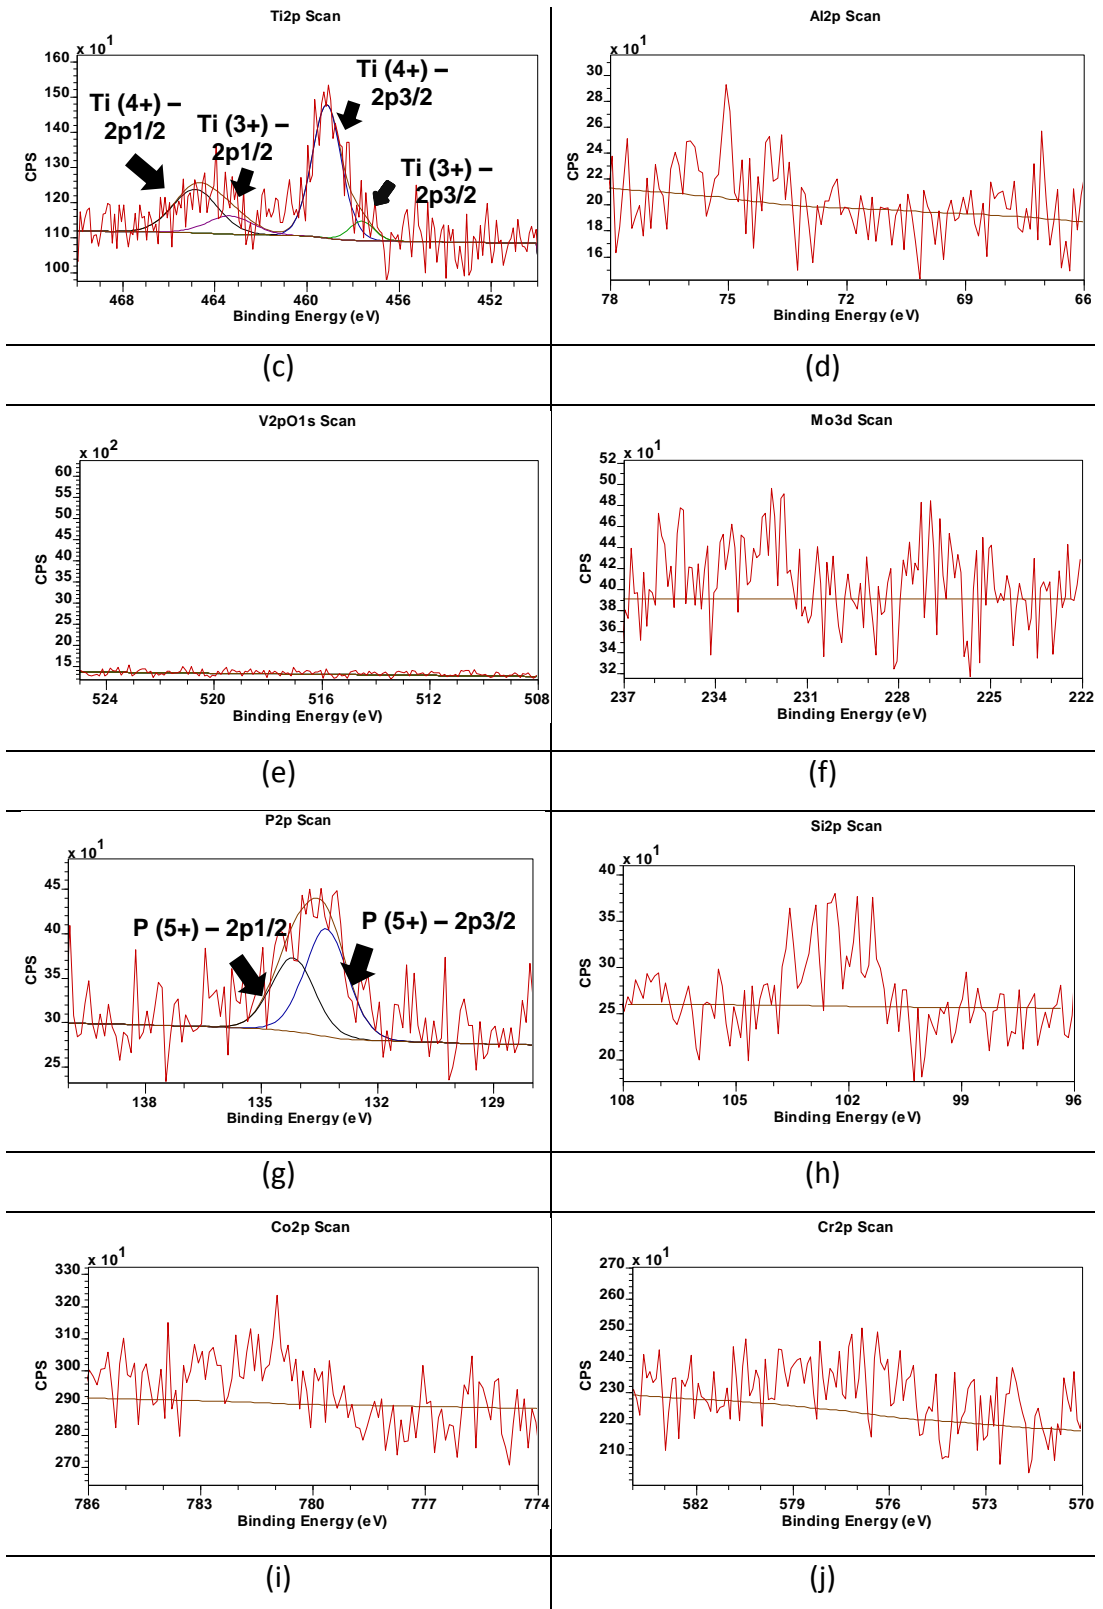 Ti2p Scan
x 10^1
160
150
140
130
120
110
100
CPS
Ti (4+) –
2p1/2
Ti (3+) –
2p1/2
Ti (4+) –
2p3/2
Ti (3+) –
2p3/2
468 464 460 456 452
Binding Energy (eV)
(c)
Al2p Scan
x 10^1
30
28
26
24
22
20
18
16
CPS
78 75 72 69 66
Binding Energy (eV)
(d)
V2pO1s Scan
x 10^2
60
55
50
45
40
35
30
25
20
15
CPS
524 520 516 512 508
Binding Energy (eV)
(e)
Mo3d Scan
x 10^1
52
50
48
46
44
42
40
38
36
34
32
CPS
237 234 231 228 225 222
Binding Energy (eV)
(f)
P2p Scan
x 10^1
45
40
35
30
25
CPS
P (5+) – 2p1/2
P (5+) – 2p3/2
138 135 132 129
Binding Energy (eV)
(g)
Si2p Scan
x 10^1
40
35
30
25
20
CPS
108 105 102 99 96
Binding Energy (eV)
(h)
Co2p Scan
x 10^1
330
320
310
300
290
280
270
CPS
786 783 780 777 774
Binding Energy (eV)
(i)
Cr2p Scan
x 10^1
270
260
250
240
230
220
210
CPS
582 579 576 573 570
Binding Energy (eV)
(j)